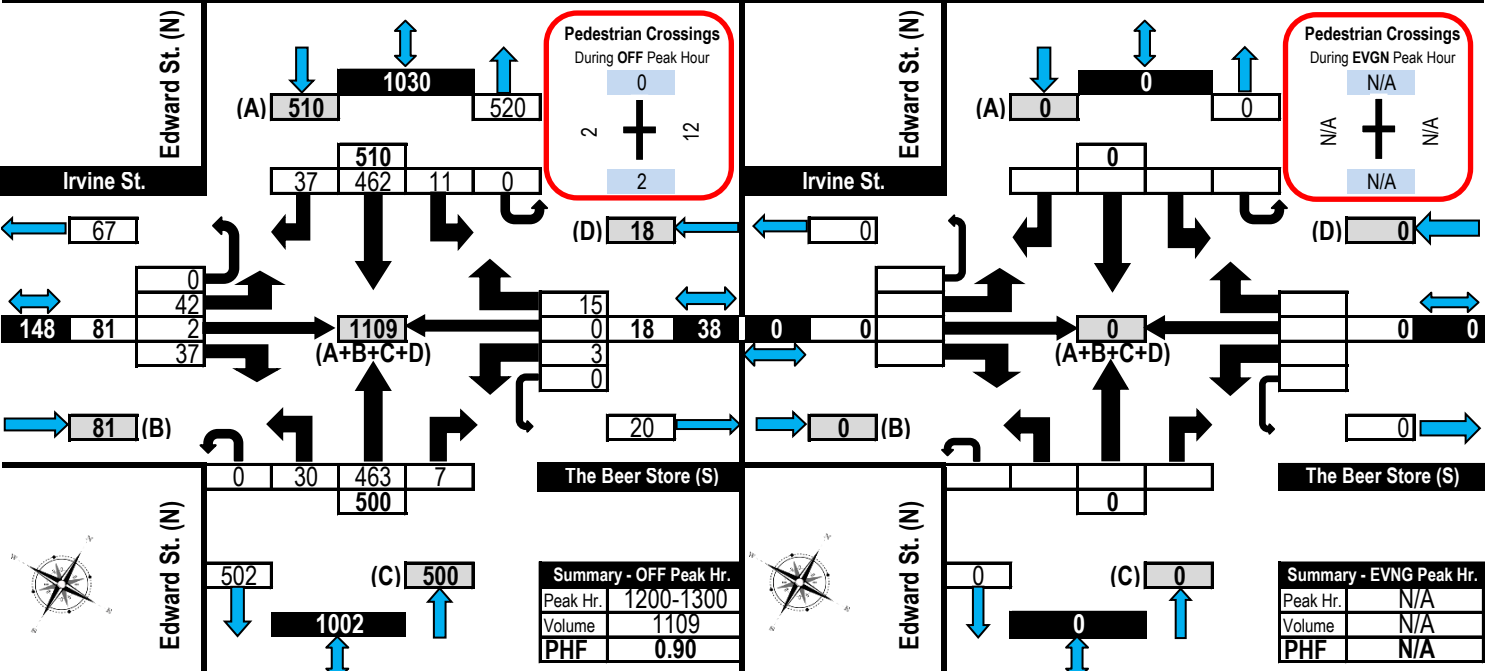 Edward St. (N)
Irvine St.
1030
(A) 510
520
Pedestrian Crossings
During OFF Peak Hour
0
2
12
2
510
37 462 11 0
67
(D) 18
0
42
148 81 2
37
1109
(A+B+C+D)
15
0 18 38
3
0
81 (B)
20
0 30 463 7
500
The Beer Store (S)
Edward St. (N)
502
(C) 500
1002
Summary - OFF Peak Hr.
Peak Hr. 1200-1300
Volume 1109
PHF 0.90
Edward St. (N)
Irvine St.
0
(A) 0
0
Pedestrian Crossings
During EVGN Peak Hour
N/A
N/A
N/A
N/A
0
0
(D) 0
0 0
0
(A+B+C+D)
0 0
0 (B)
0
0
The Beer Store (S)
Edward St. (N)
0
(C) 0
0
Summary - EVNG Peak Hr.
Peak Hr. N/A
Volume N/A
PHF N/A